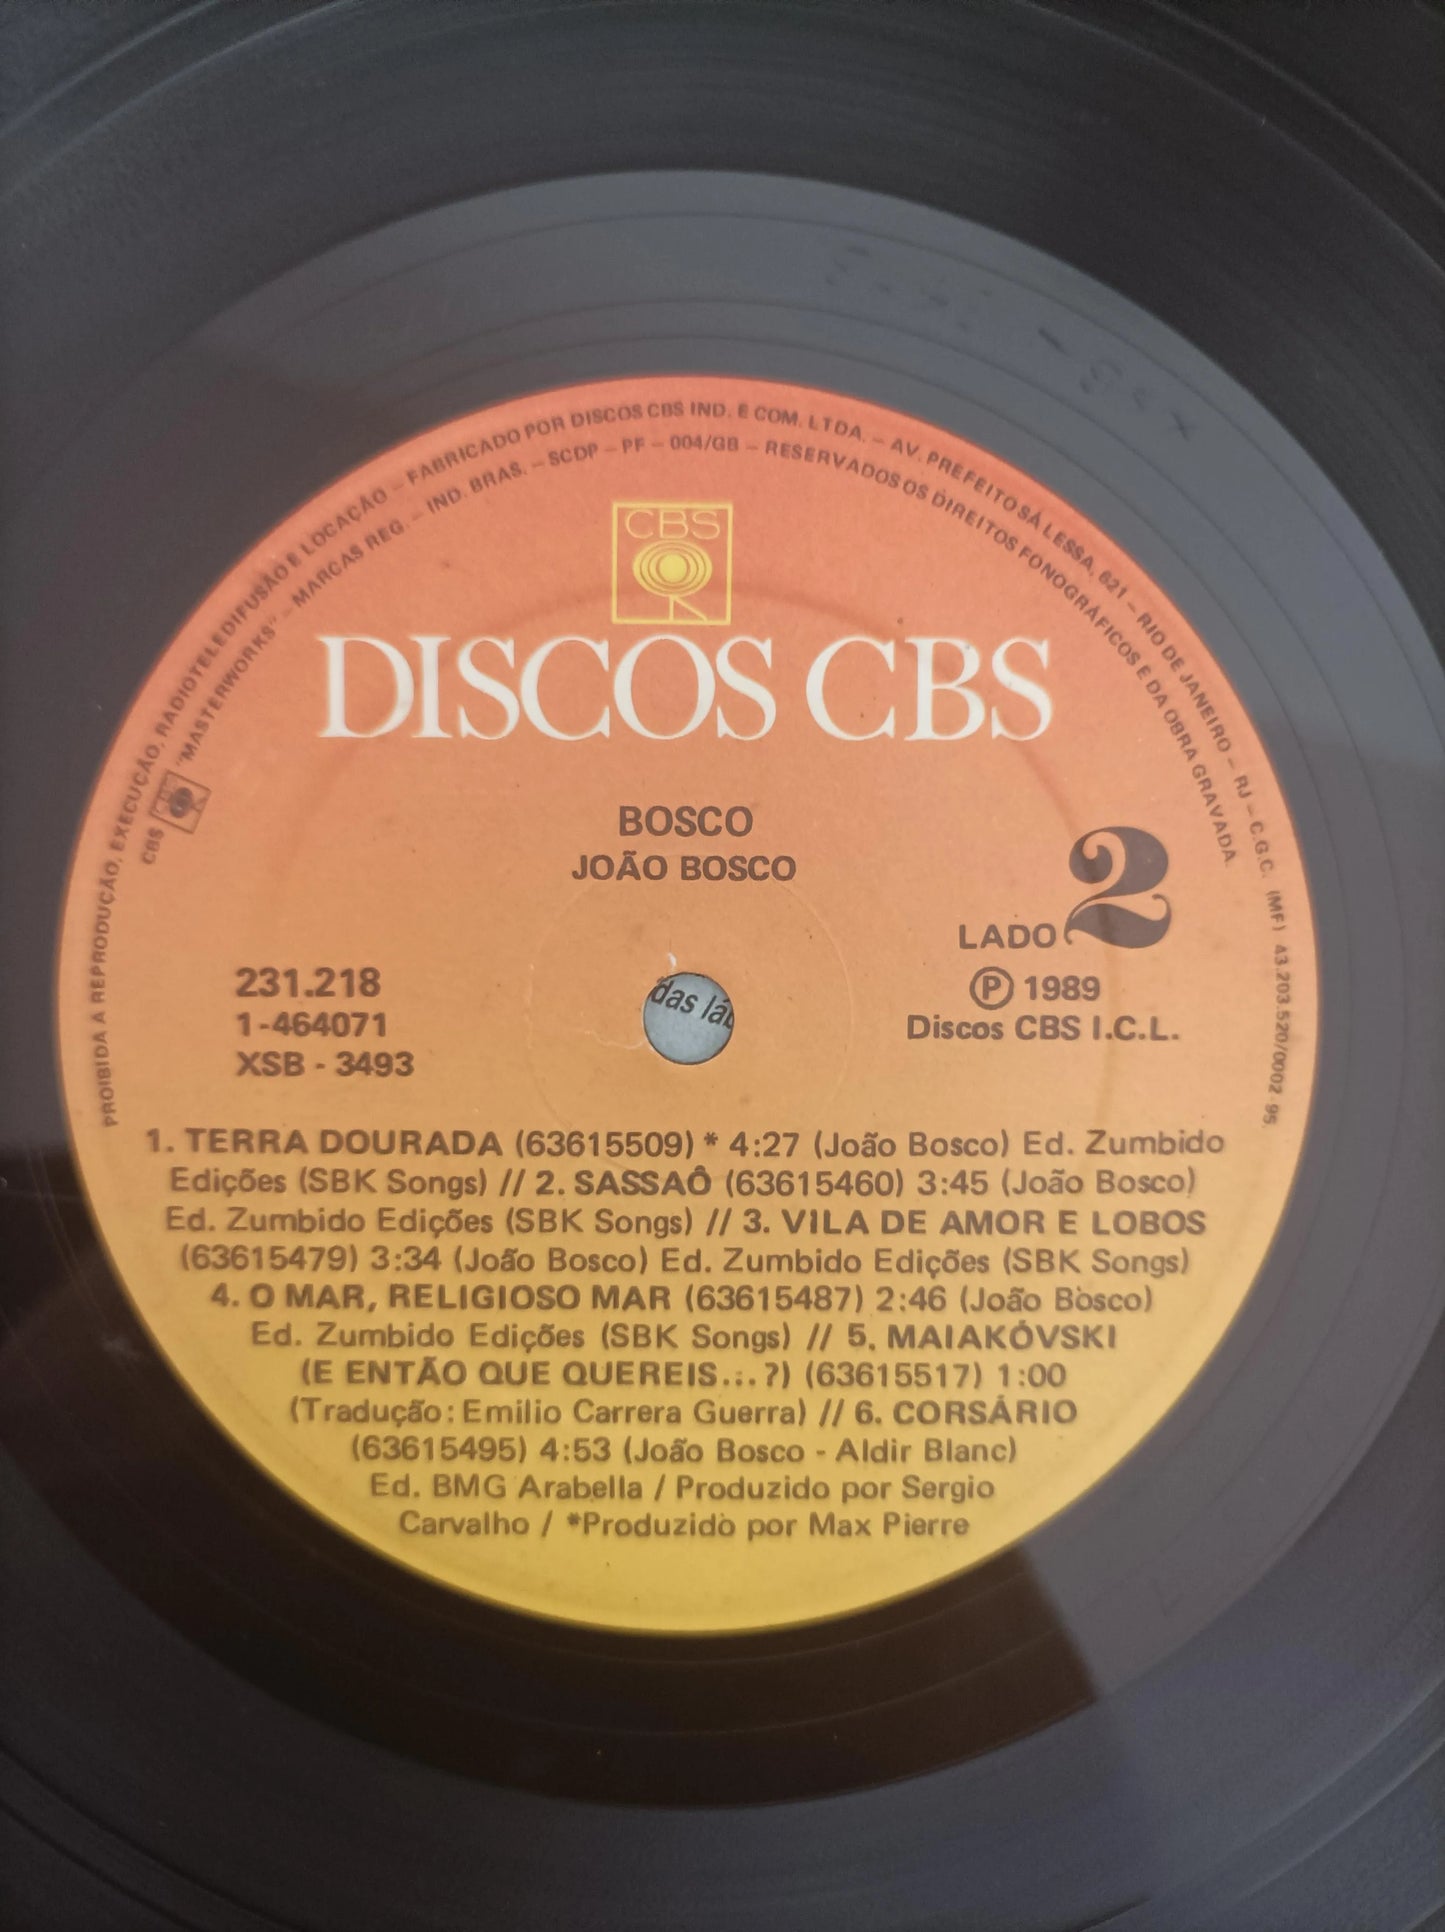 PROIBIDA A REPRODUÇÃO, EXECUÇÃO, RADIOTELEDIFUSÃO E LOCAÇÃO – FABRICADO POR DISCOS CBS IND. E COM. LTDA. – AV. PREFEITO SÁ LESSA, 621 – RIO DE JANEIRO – RJ – C.G.C. (MF) 43.203.520/0002-95.
CBS "MASTERWORKS" – MARCAS REG. – IND. BRAS. – SCDP – PF – 004/GB – RESERVADOS OS DIREITOS FONOGRÁFICOS E DA OBRA GRAVADA.
CBS
DISCOS CBS
BOSCO
JOÃO BOSCO
LADO 2
231.218
1-464071
XSB - 3493
Ⓟ 1989
Discos CBS I.C.L.
das
1. TERRA DOURADA (63615509) * 4:27 (João Bosco) Ed. Zumbido
Edições (SBK Songs) // 2. SASSAÔ (63615460) 3:45 (João Bosco)
Ed. Zumbido Edições (SBK Songs) // 3. VILA DE AMOR E LOBOS
(63615479) 3:34 (João Bosco) Ed. Zumbido Edições (SBK Songs)
4. O MAR, RELIGIOSO MAR (63615487) 2:46 (João Bosco)
Ed. Zumbido Edições (SBK Songs) // 5. MAIAKÓVSKI
(E ENTÃO QUE QUEREIS...?) (63615517) 1:00
(Tradução: Emilio Carrera Guerra) // 6. CORSÁRIO
(63615495) 4:53 (João Bosco - Aldir Blanc)
Ed. BMG Arabella / Produzido por Sergio
Carvalho / *Produzido por Max Pierre